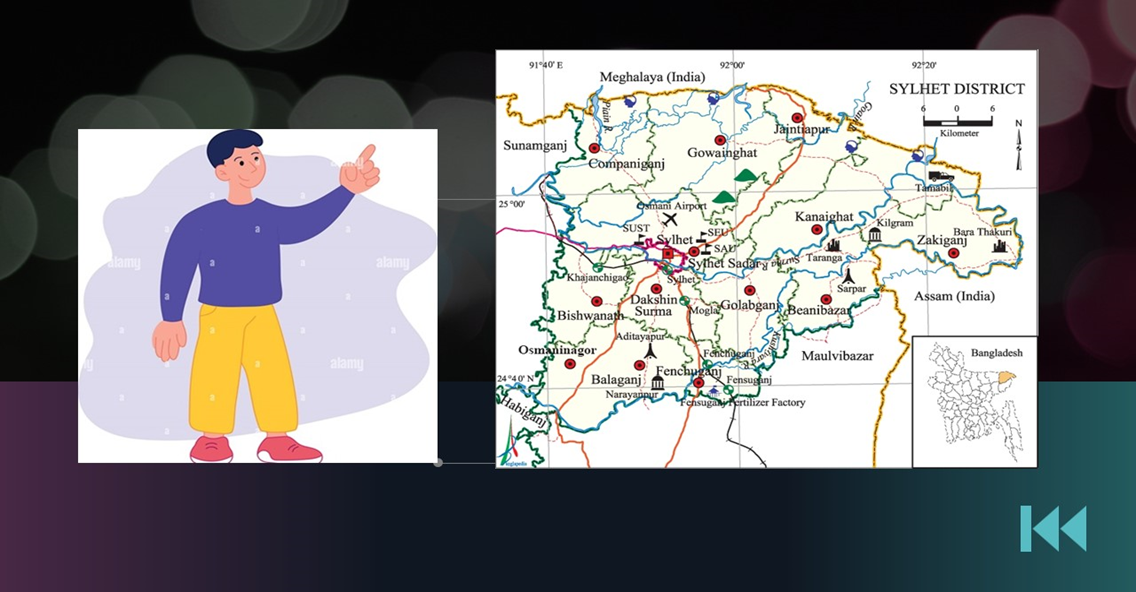 alamy
a
a
a
alamy
alamy
a
a
a
a
alamy
a
a
91°40' E
92°00'
92°20'
Meghalaya (India)
SYLHET DISTRICT
6 0 6
Kilometer
N
Piain R.
Jaintiapur
Sunamganj
Companiganj
Gowainghat
Tamabil
25°00'
Osmani Airport
SUST
SEU
Sylhet
SAU
Sylhet Sadar
Surma R.
Kanaighat
Kilgram
Taranga
Zakiganj
Bara Thakuri
Khajanchigao
Sylhet
Dakshin
Surma
Mogla
Golabganj
Sarpar
Beanibazar
Assam (India)
Bishwanath
Aditayapur
Osmaninagor
Fenchuganj
Maulvibazar
Bangladesh
24°40' N
Balaganj
Fenchuganj
Narayanpur
Fensuganj
Fensuganj Fertilizer Factory
Habiganj